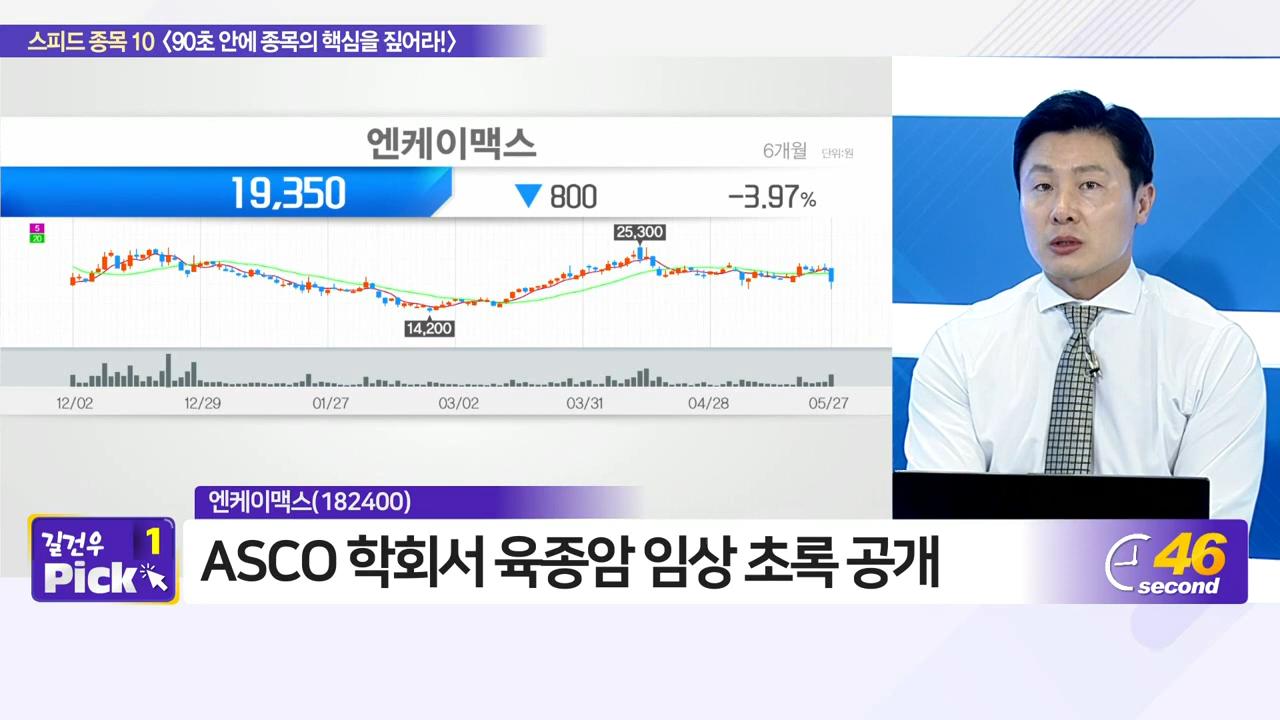 스피드 종목 10 〈90초 안에 종목의 핵심을 짚어라!〉
엔케이맥스
6개월 단위:원
19,350 ▼ 800 -3.97%
5
20
25,300
14,200
12/02 12/29 01/27 03/02 03/31 04/28 05/27
엔케이맥스(182400)
길건우 1
Pick
ASCO 학회서 육종암 임상 초록 공개
46
second